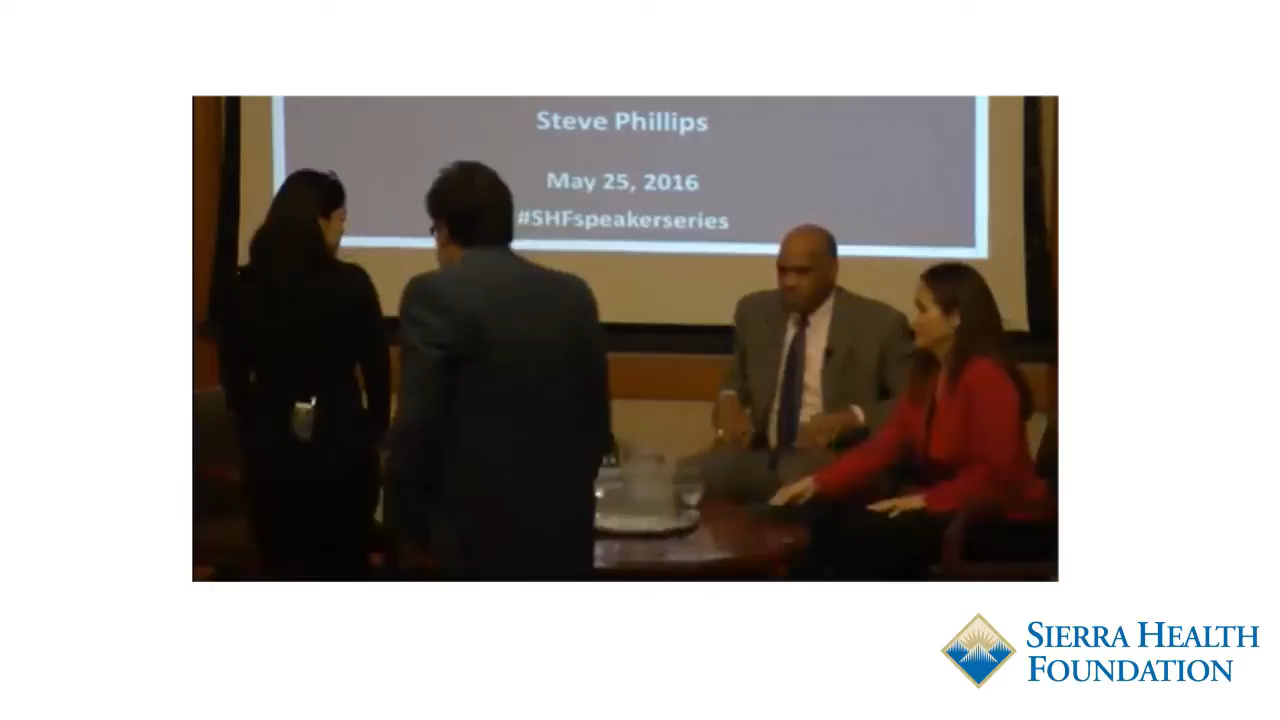 Steve Phillips
May 25, 2016
#SHFspeakerseries
SIERRA HEALTH
FOUNDATION